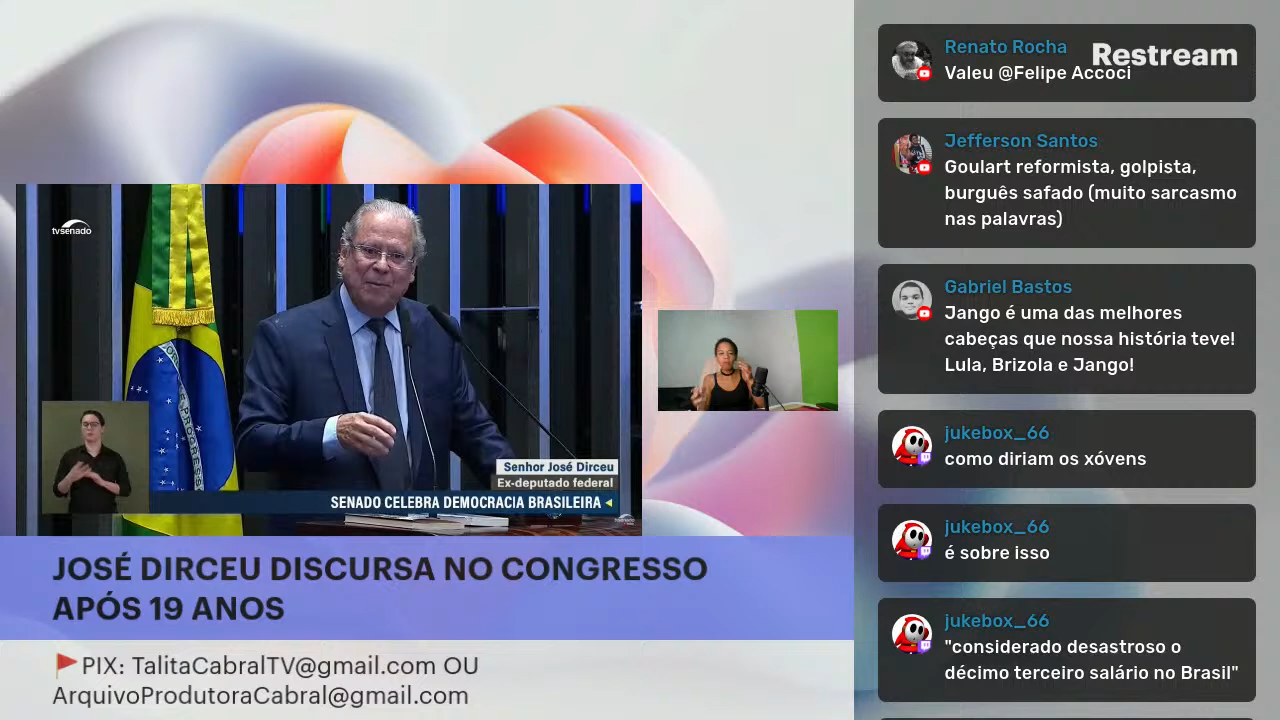 tvsenado
Senhor José Dirceu
Ex-deputado federal
SENADO CELEBRA DEMOCRACIA BRASILEIRA
JOSÉ DIRCEU DISCURSA NO CONGRESSO
APÓS 19 ANOS
PIX: TalitaCabralTV@gmail.com OU
ArquivoProdutoraCabral@gmail.com
Restream
Renato Rocha
Valeu @Felipe Accoci
Jefferson Santos
Goulart reformista, golpista,
burguês safado (muito sarcasmo
nas palavras)
Gabriel Bastos
Jango é uma das melhores
cabeças que nossa história teve!
Lula, Brizola e Jango!
jukebox_66
como diriam os xóvens
jukebox_66
é sobre isso
jukebox_66
"considerado desastroso o
décimo terceiro salário no Brasil"